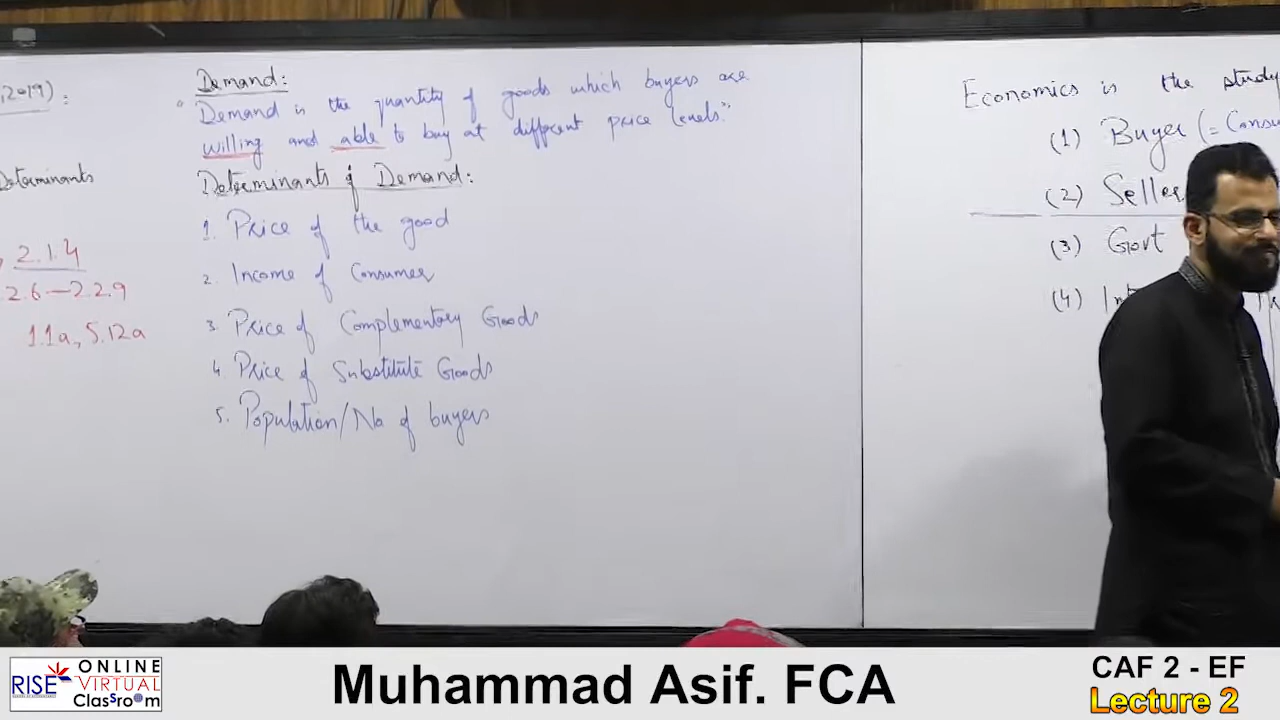 ,2019) :
Determinants
2.1.4
2.6 — 2.2.9
1.1a, 5.12a
Demand:
"Demand is the quantity of goods which buyers are
willing and able to buy at different price levels."
Determinants of Demand:
1. Price of the good
2. Income of Consumer
3. Price of Complementory Goods
4. Price of Substitute Goods
5. Population/No of buyers
Economics is the study
(1) Buyer (= Consu
(2) Seller
(3) Govt
(4) Int
RISE
ONLINE
VIRTUAL
Classroom
Muhammad Asif. FCA
CAF 2 - EF
Lecture 2